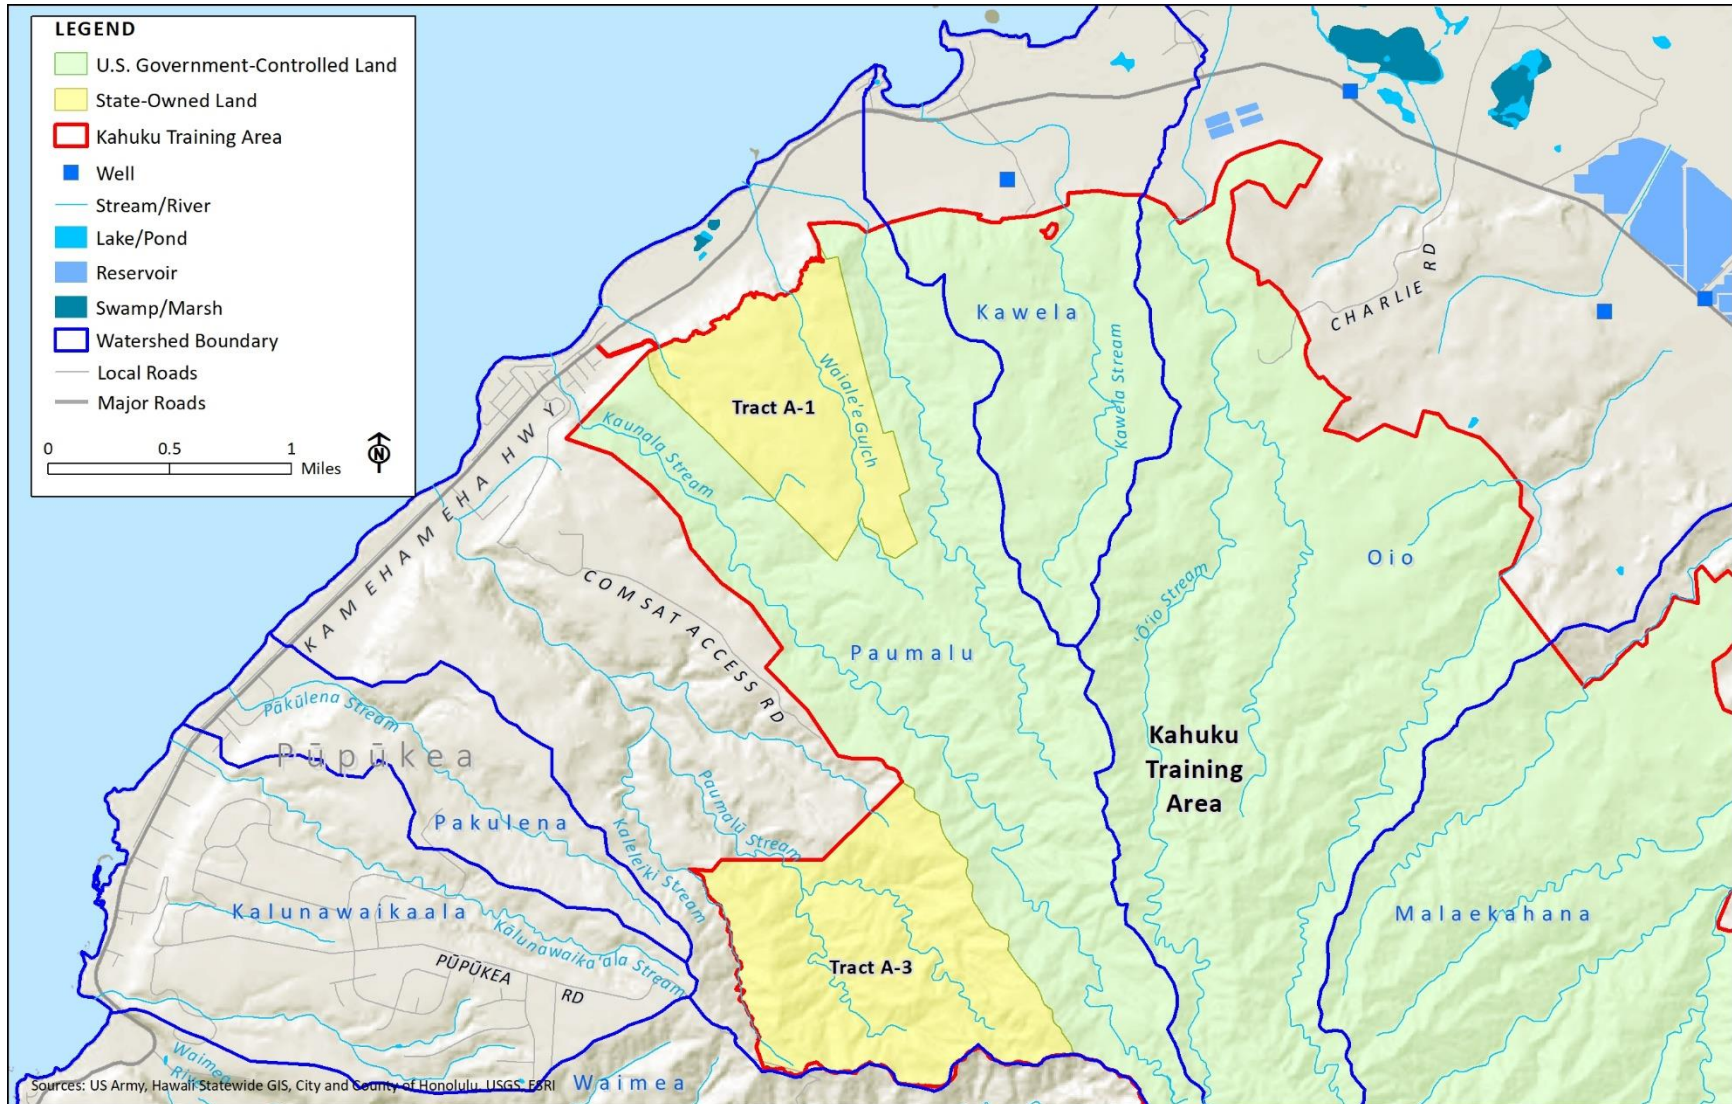 LEGEND
U.S. Government-Controlled Land
State-Owned Land
Kahuku Training Area
Well
Stream/River
Lake/Pond
Reservoir
Swamp/Marsh
Watershed Boundary
Local Roads
Major Roads
0 0.5 1
Miles
N
Kawela
Kawela Stream
CHARLIE RD
Waiale'e Gulch
Tract A-1
Kaunala Stream
KAMEHAMEHA HWY
COMSAT ACCESS RD
Oio
'Ō'io Stream
Paumalu
Pākūlena Stream
Pūpūkea
Kahuku
Training
Area
Paumalū Stream
Kaleleiki Stream
Pakulena
Kalunawaikaala
Kālunawaika'ala Stream
Malaekahana
PŪPŪKEA RD
Tract A-3
Waimea
River
Waimea
Sources: US Army, Hawaii Statewide GIS, City and County of Honolulu, USGS, ESRI